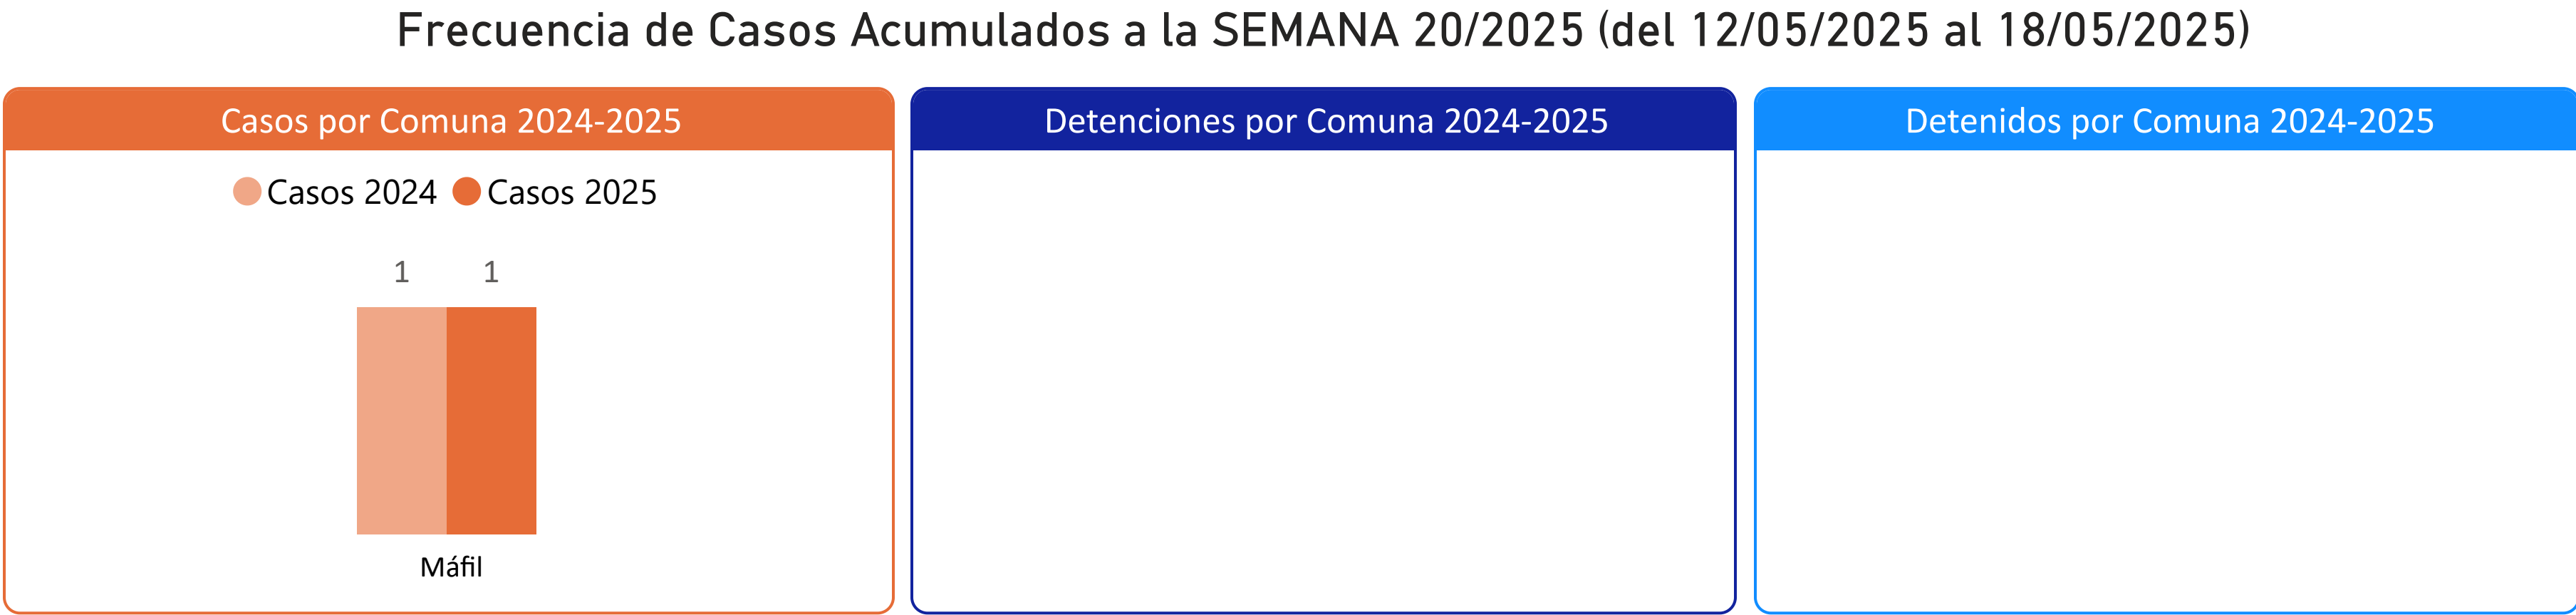 Frecuencia de Casos Acumulados a la SEMANA 20/2025 (del 12/05/2025 al 18/05/2025)
Casos por Comuna 2024-2025
Casos 2024 Casos 2025
1 1
Máfil
Detenciones por Comuna 2024-2025
Detenidos por Comuna 2024-2025